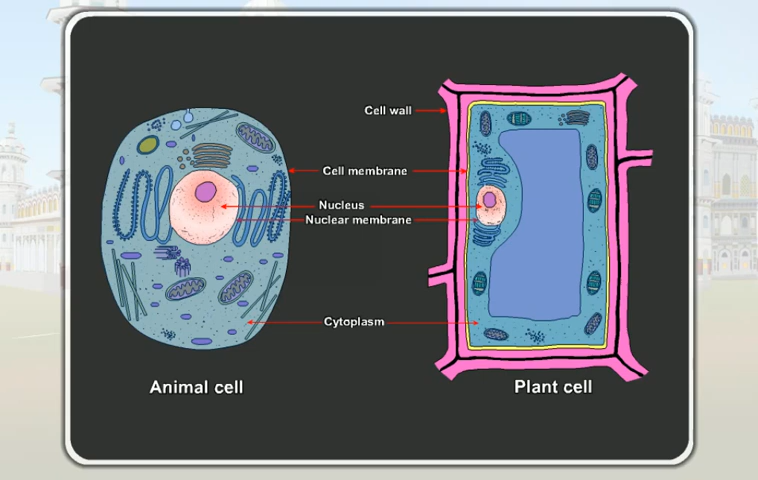 Cell wall
Cell membrane
Nucleus
Nuclear membrane
Cytoplasm
Animal cell
Plant cell